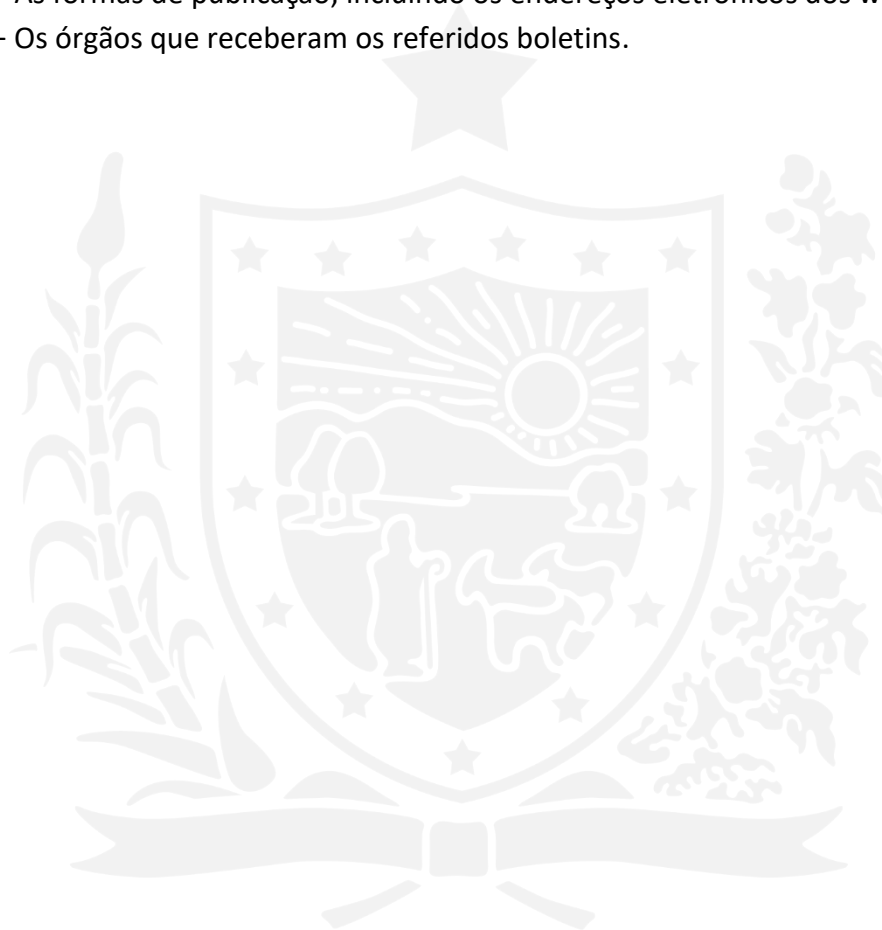 As formas de publicação, incluindo os endereços eletrônicos dos
- Os órgãos que receberam os referidos boletins.